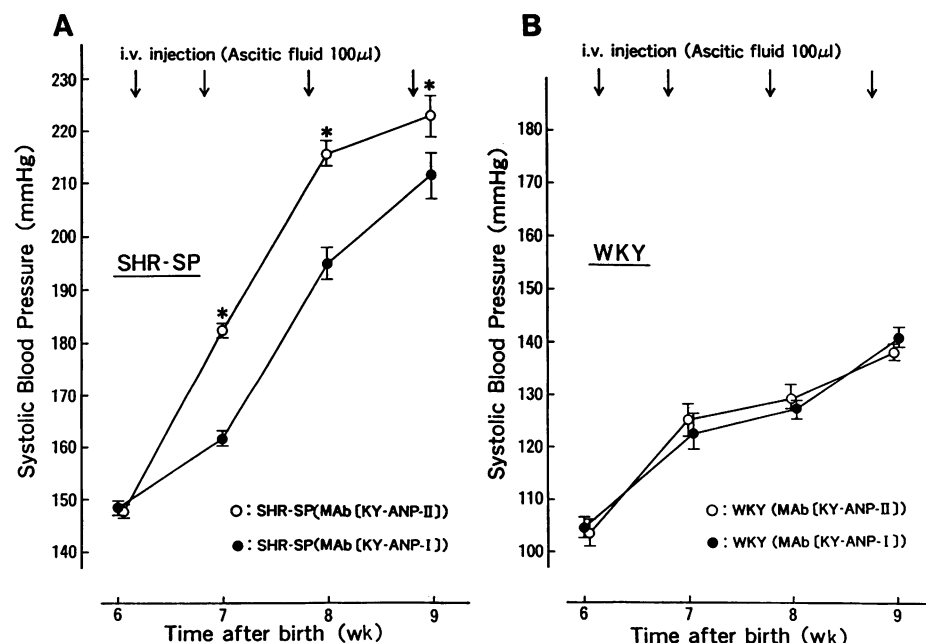 A
i.v. injection (Ascitic fluid 100μl)
Systolic Blood Pressure (mmHg)
230
220
210
200
190
180
170
160
150
140
*
*
*
SHR-SP
○: SHR-SP(MAb [KY-ANP-II])
●: SHR-SP(MAb [KY-ANP-I])
6 7 8 9
Time after birth (wk)
B
i.v. injection (Ascitic fluid 100μl)
Systolic Blood Pressure (mmHg)
180
170
160
150
140
130
120
110
100
WKY
○: WKY (MAb [KY-ANP-II])
●: WKY (MAb [KY-ANP-I])
6 7 8 9
Time after birth (wk)